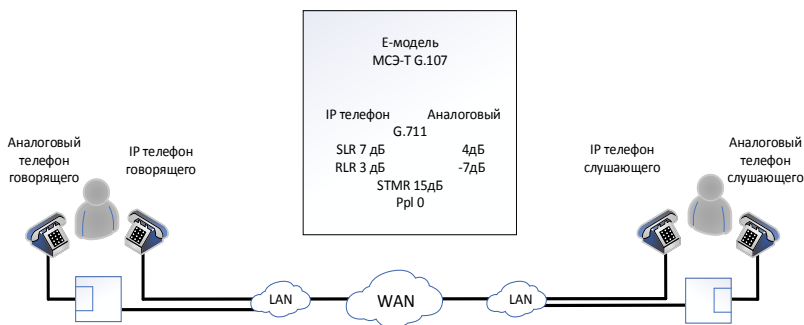 Е-модель
МСЭ-Т G.107
IP телефон Аналоговый
G.711
SLR 7 дБ 4дБ
RLR 3 дБ -7дБ
STMR 15дБ
Ppl 0
Аналоговый
телефон
говорящего
IP телефон
говорящего
IP телефон
слушающего
Аналоговый
телефон
слушающего
LAN
WAN
LAN